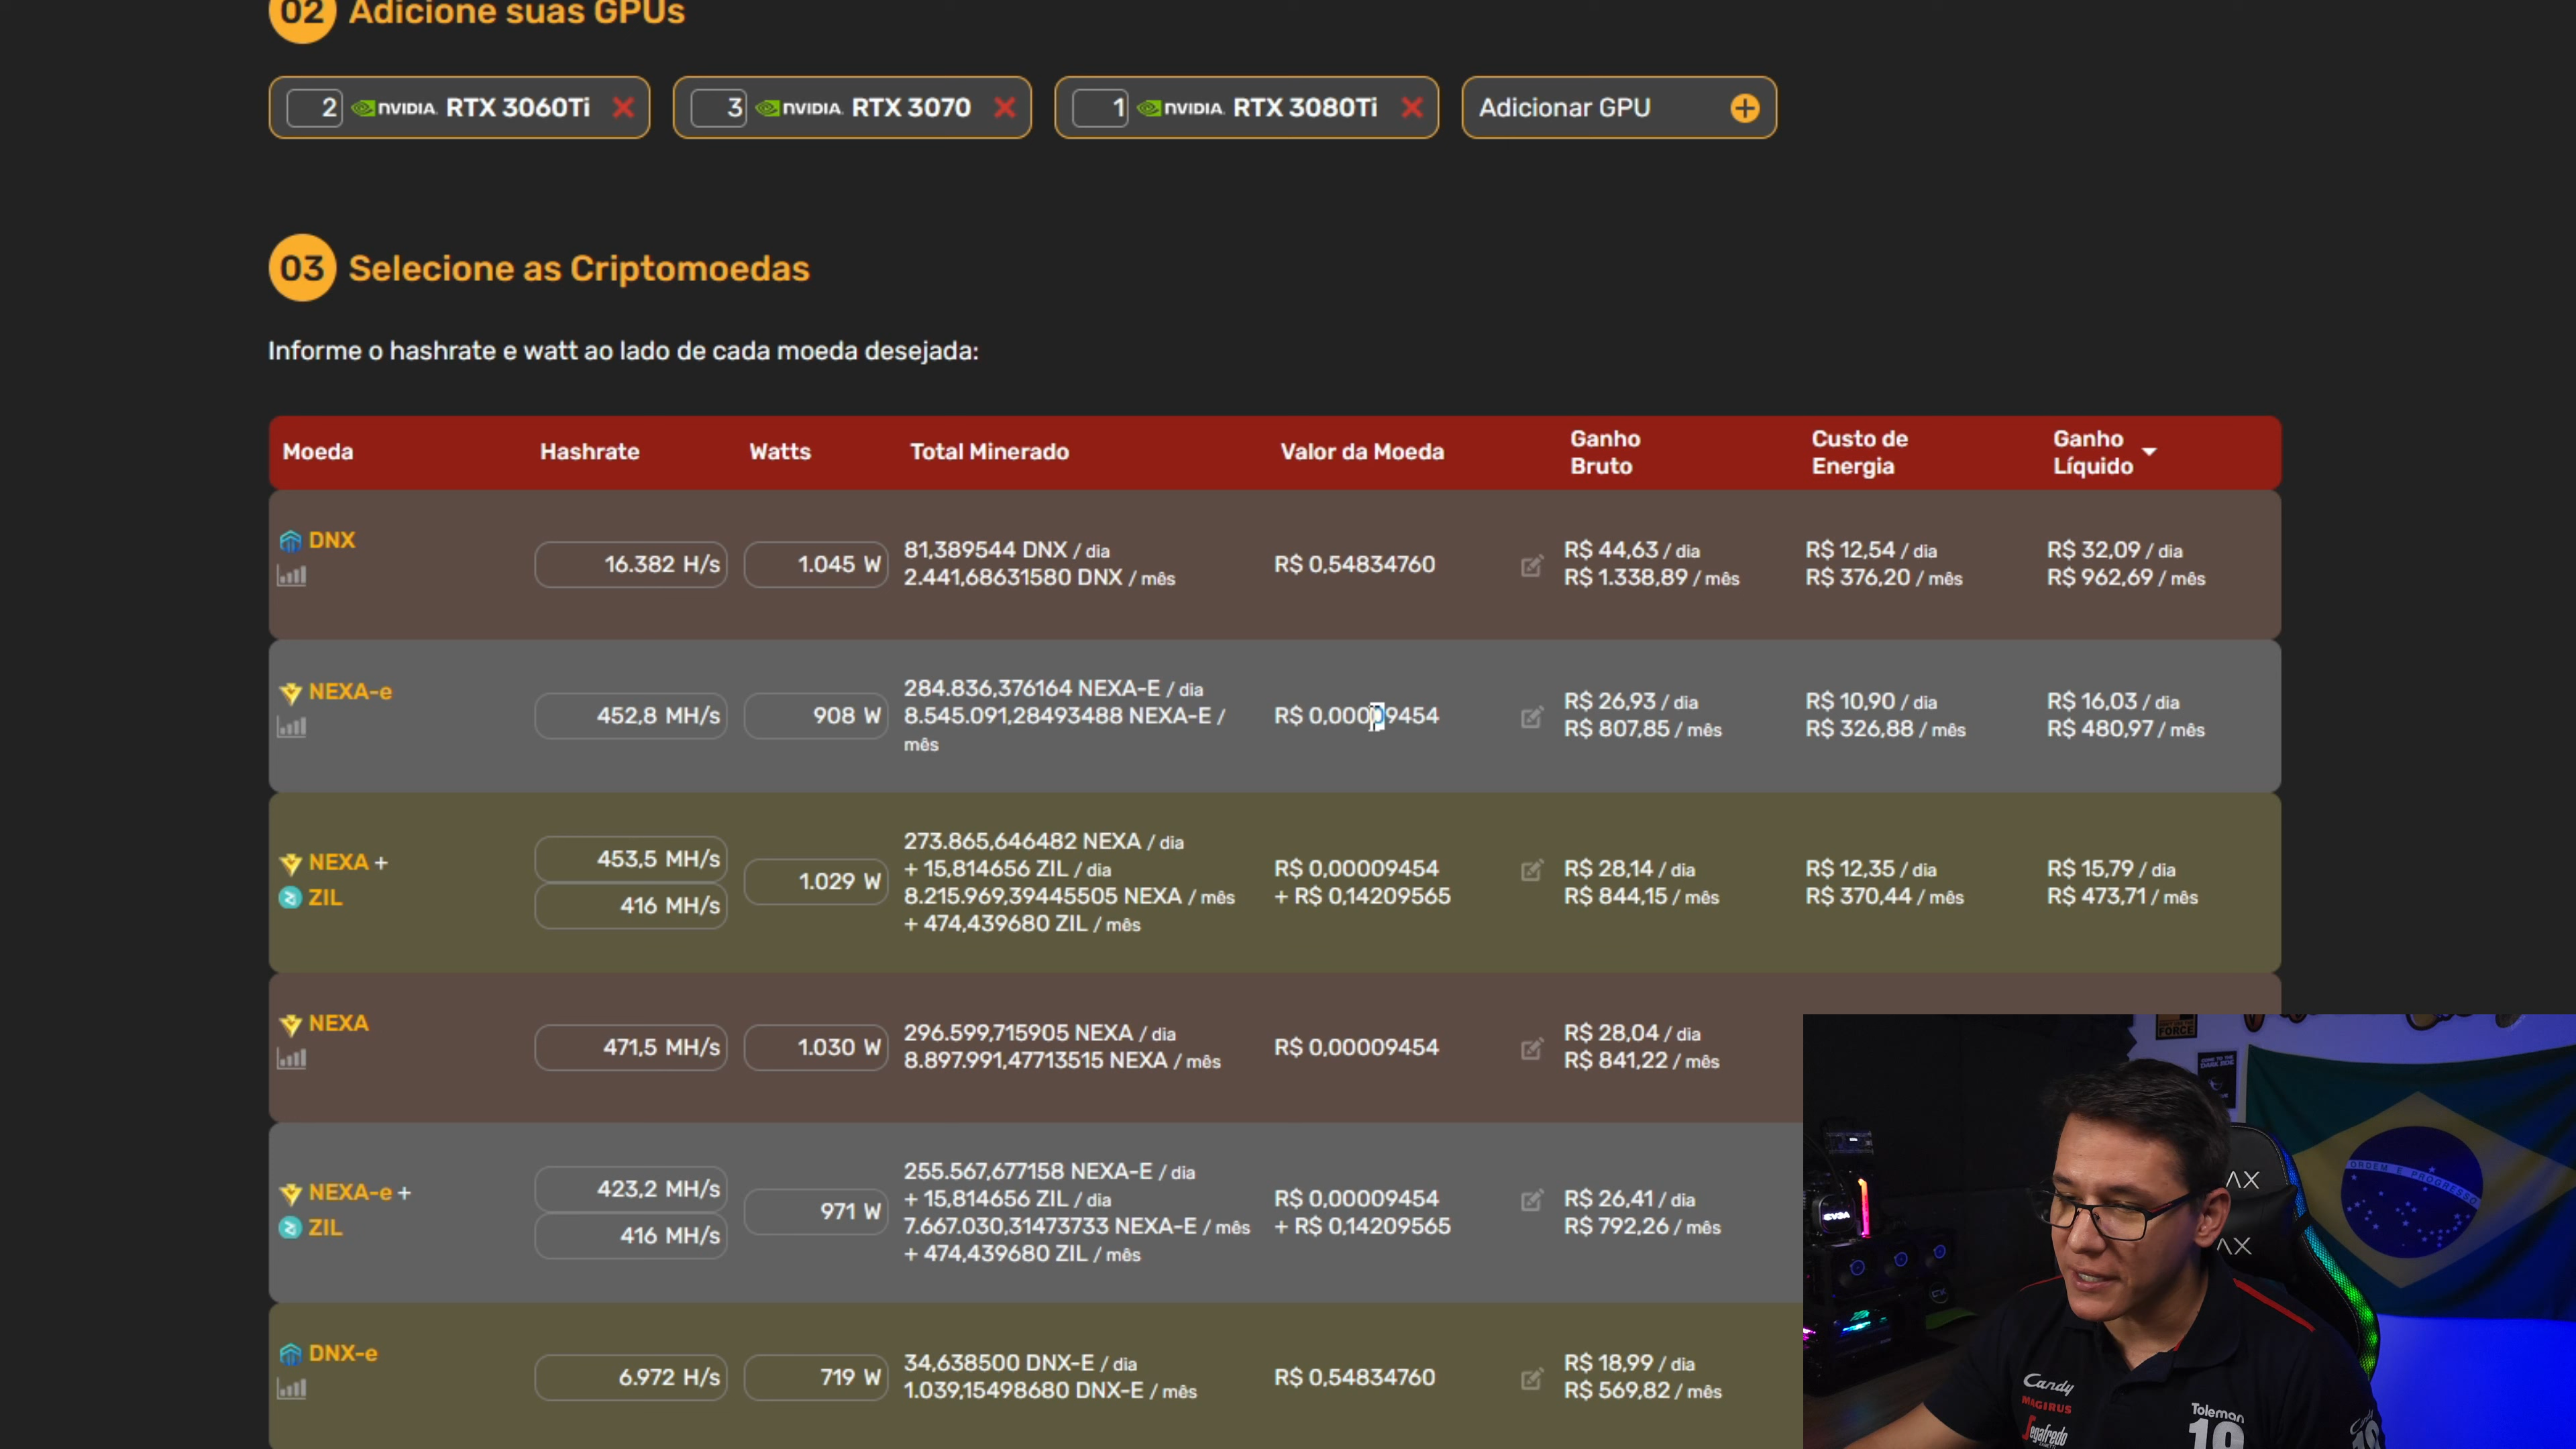 02 Adicione suas GPUs
2 NVIDIA. RTX 3060Ti
3 NVIDIA. RTX 3070
1 NVIDIA. RTX 3080Ti
Adicionar GPU
03 Selecione as Criptomoedas
Informe o hashrate e watt ao lado de cada moeda desejada:
Moeda Hashrate Watts Total Minerado Valor da Moeda Ganho Bruto Custo de Energia Ganho Líquido
DNX
16.382 H/s
1.045 W
81,389544 DNX / dia
2.441,68631580 DNX / mês
R$ 0,54834760
R$ 44,63 / dia
R$ 1.338,89 / mês
R$ 12,54 / dia
R$ 376,20 / mês
R$ 32,09 / dia
R$ 962,69 / mês
NEXA-e
452,8 MH/s
908 W
284.836,376164 NEXA-E / dia
8.545.091,28493488 NEXA-E /
mês
R$ 0,00009454
R$ 26,93 / dia
R$ 807,85 / mês
R$ 10,90 / dia
R$ 326,88 / mês
R$ 16,03 / dia
R$ 480,97 / mês
NEXA +
ZIL
453,5 MH/s
416 MH/s
1.029 W
273.865,646482 NEXA / dia
+ 15,814656 ZIL / dia
8.215.969,39445505 NEXA / mês
+ 474,439680 ZIL / mês
R$ 0,00009454
+ R$ 0,14209565
R$ 28,14 / dia
R$ 844,15 / mês
R$ 12,35 / dia
R$ 370,44 / mês
R$ 15,79 / dia
R$ 473,71 / mês
NEXA
471,5 MH/s
1.030 W
296.599,715905 NEXA / dia
8.897.991,47713515 NEXA / mês
R$ 0,00009454
R$ 28,04 / dia
R$ 841,22 / mês
NEXA-e +
ZIL
423,2 MH/s
416 MH/s
971 W
255.567,677158 NEXA-E / dia
+ 15,814656 ZIL / dia
7.667.030,31473733 NEXA-E / mês
+ 474,439680 ZIL / mês
R$ 0,00009454
+ R$ 0,14209565
R$ 26,41 / dia
R$ 792,26 / mês
DNX-e
6.972 H/s
719 W
34,638500 DNX-E / dia
1.039,15498680 DNX-E / mês
R$ 0,54834760
R$ 18,99 / dia
R$ 569,82 / mês
FORCE
ORDEM E PROGRESSO
EVGA
AX
AX
Candy
MAGIRUS
Segafredo
Toleman
19